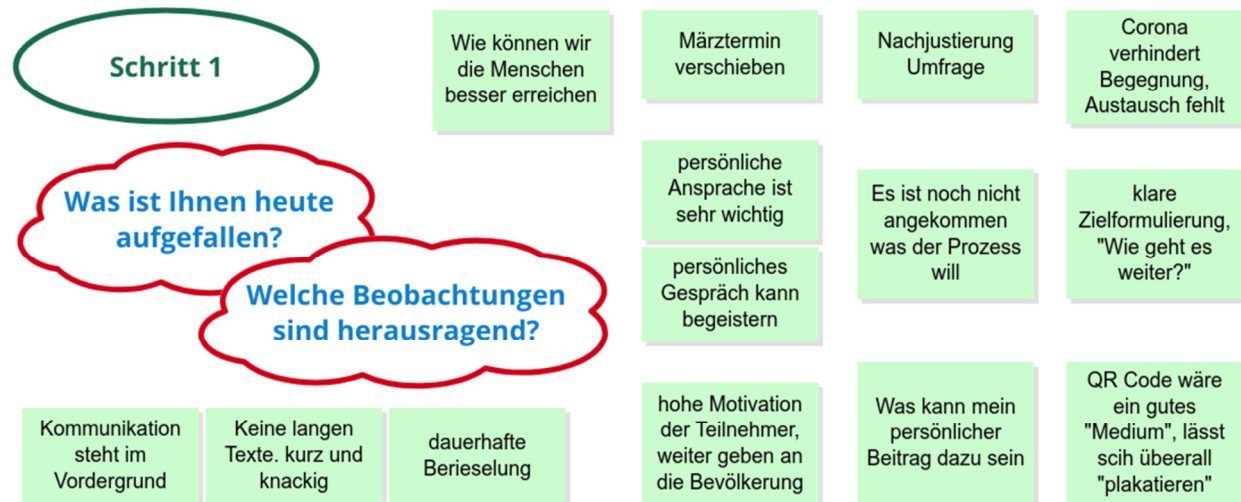 Schritt 1
Wie können wir
die Menschen
besser erreichen
Märztermin
verschieben
Nachjustierung
Umfrage
Corona
verhindert
Begegnung,
Austausch fehlt
Was ist Ihnen heute
aufgefallen?
Welche Beobachtungen
sind herausragend?
persönliche
Ansprache ist
sehr wichtig
Es ist noch nicht
angekommen
was der Prozess
will
klare
Zielformulierung,
"Wie geht es
weiter?"
persönliches
Gespräch kann
begeistern
Kommunikation
steht im
Vordergrund
Keine langen
Texte. kurz und
knackig
dauerhafte
Berieselung
hohe Motivation
der Teilnehmer,
weiter geben an
die Bevölkerung
Was kann mein
persönlicher
Beitrag dazu sein
QR Code wäre
ein gutes
"Medium", lässt
scih übeerall
"plakatieren"